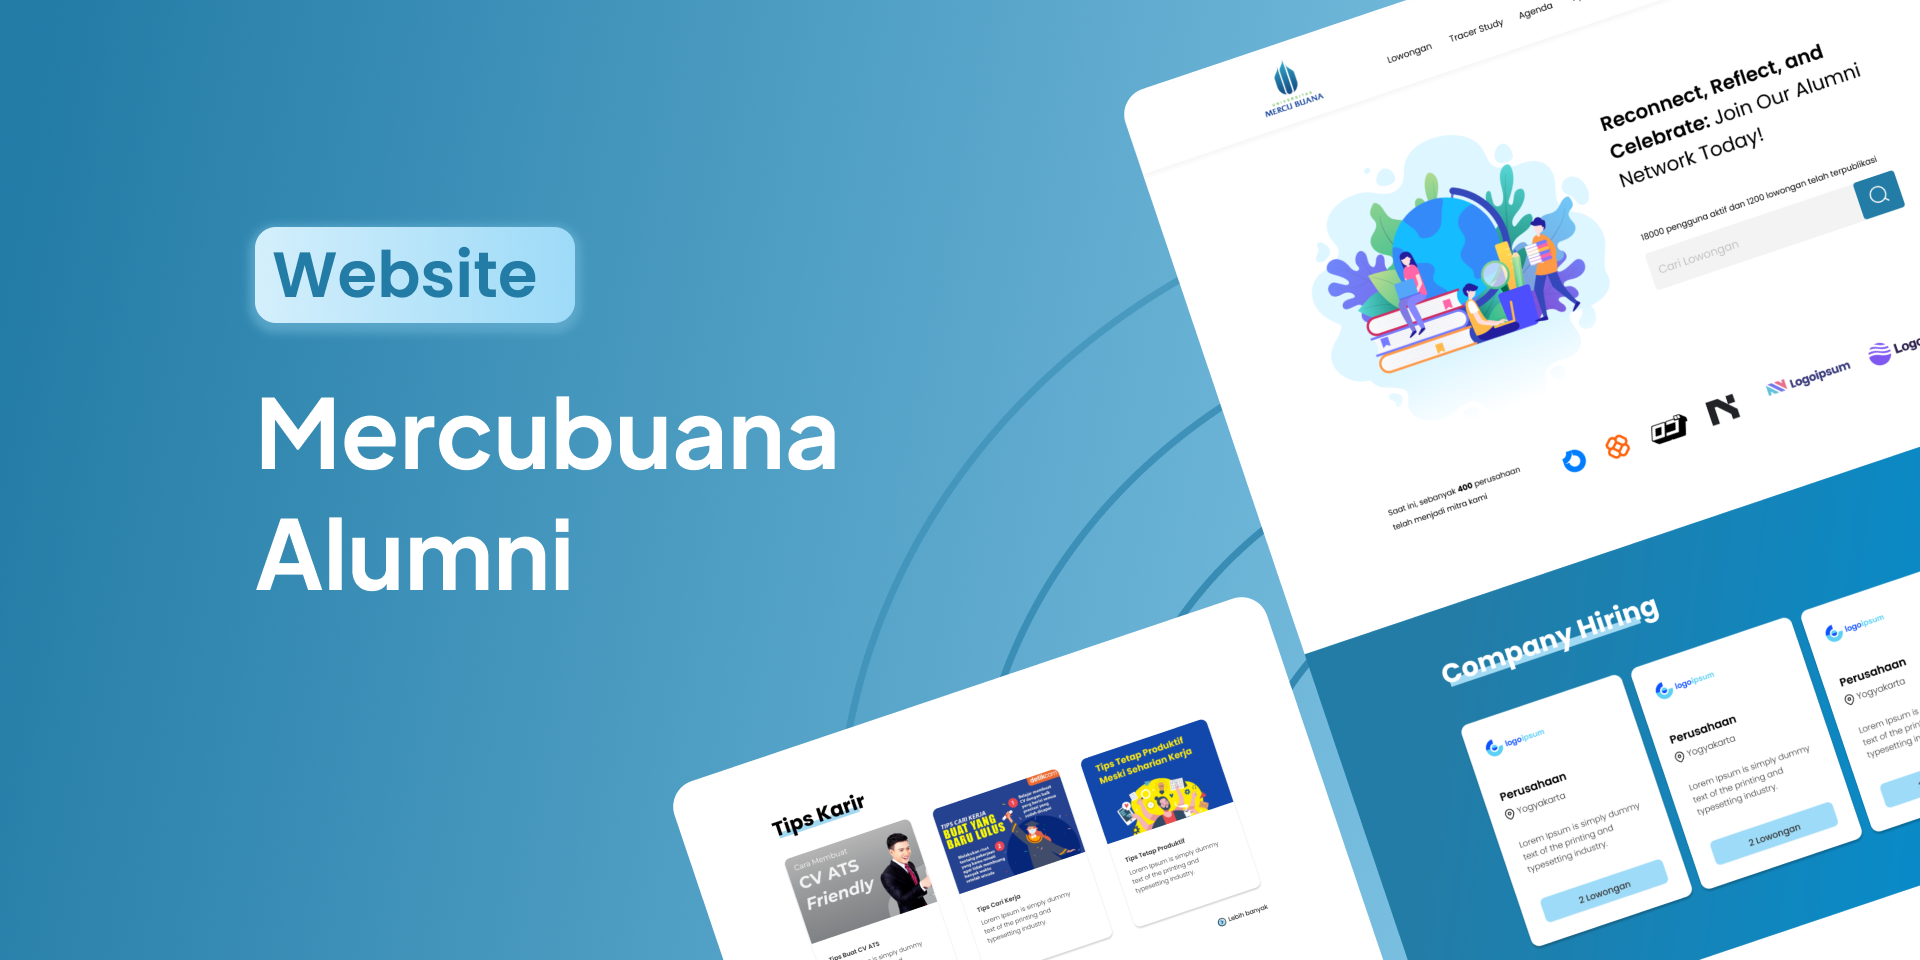 Website
Mercubuana
Alumni
UNIVERSITAS
MERCU BUANA
Lowongan
Tracer Study
Agenda
Reconnect, Reflect, and
Celebrate: Join Our Alumni
Network Today!
18000 pengguna aktif dan 1200 lowongan telah terpublikasi
Cari Lowongan
Saat ini, sebanyak 400 perusahaan
telah menjadi mitra kami
Logoipsum
Logo
Company Hiring
logoipsum
Perusahaan
Yogyakarta
Lorem Ipsum is simply dummy
text of the printing and
typesetting industry.
2 Lowongan
logoipsum
Perusahaan
Yogyakarta
Lorem Ipsum is simply dummy
text of the printing and
typesetting industry.
2 Lowongan
logoipsum
Perusahaan
Yogyakarta
Lorem Ipsum is
text of the prin
typesetting in
Tips Karir
Cara Membuat
CV ATS
Friendly
Tips Buat CV ATS
is simply dummy
detikcom
TIPS CARI KERJA
BUAT YANG
BARU LULUS
1
2
Tips Cari Kerja
Lorem Ipsum is simply dummy
text of the printing and
typesetting industry.
Tips Tetap Produktif
Meski Seharian Kerja
Tips Tetap Produktif
Lorem Ipsum is simply dummy
text of the printing and
typesetting industry.
Lebih banyak